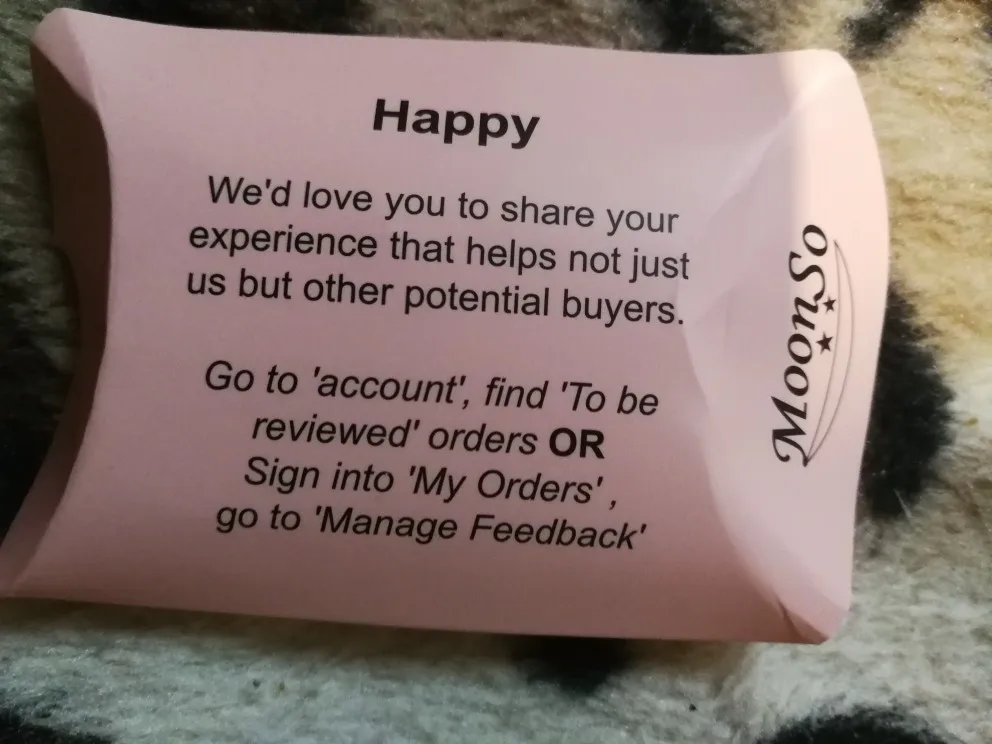 Happy
We'd love you to share your
experience that helps not just
us but other potential buyers.
Go to 'account', find 'To be
reviewed' orders OR
Sign into 'My Orders' ,
go to 'Manage Feedback'
MoonSo